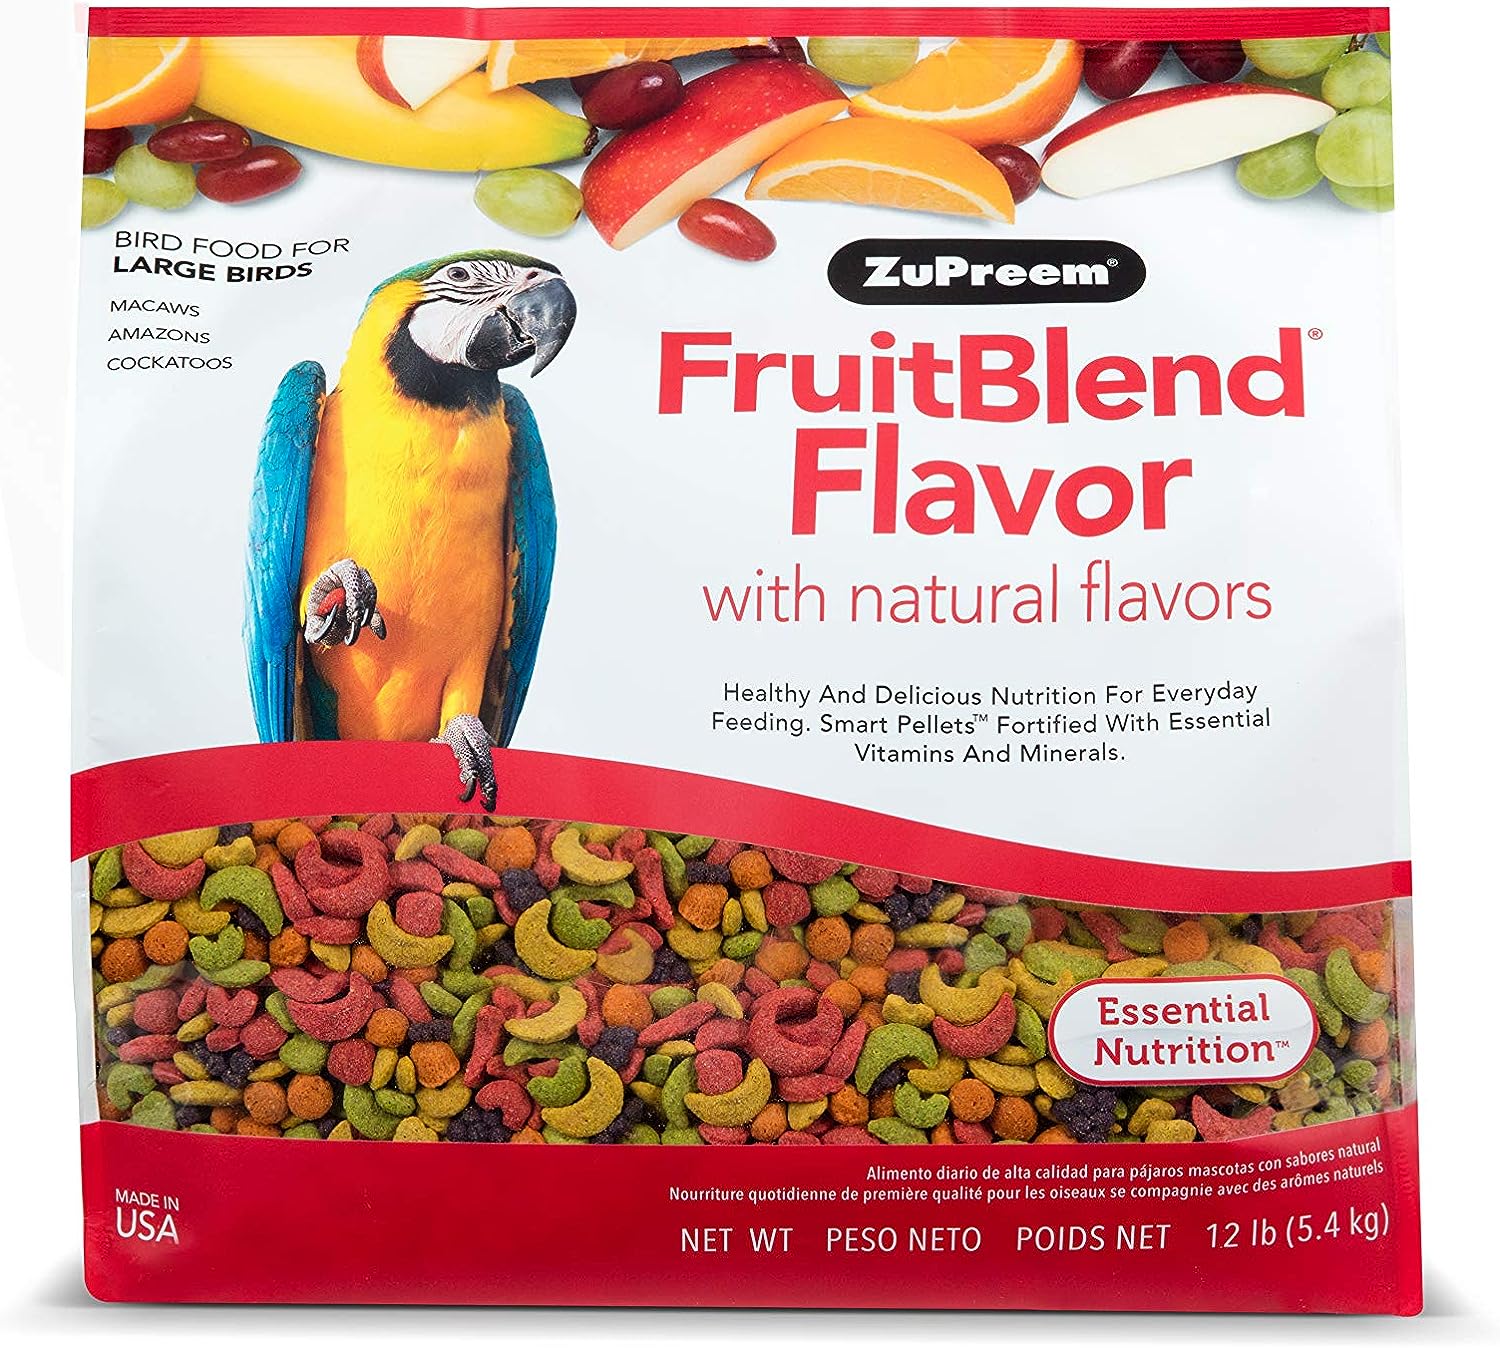 BIRD FOOD FOR
LARGE BIRDS
MACAWS
AMAZONS
COCKATOOS
ZuPreem®
FruitBlend®
Flavor
with natural flavors
Healthy And Delicious Nutrition For Everyday
Feeding. Smart Pellets™ Fortified With Essential
Vitamins And Minerals.
Essential
Nutrition™
Alimento diario de alta calidad para pájaros mascotas con sabores natural
Nourriture quotidienne de première qualité pour les oiseaux se compagnie avec des arômes naturels
MADE IN
USA
NET WT PESO NETO POIDS NET 12 lb (5.4 kg)